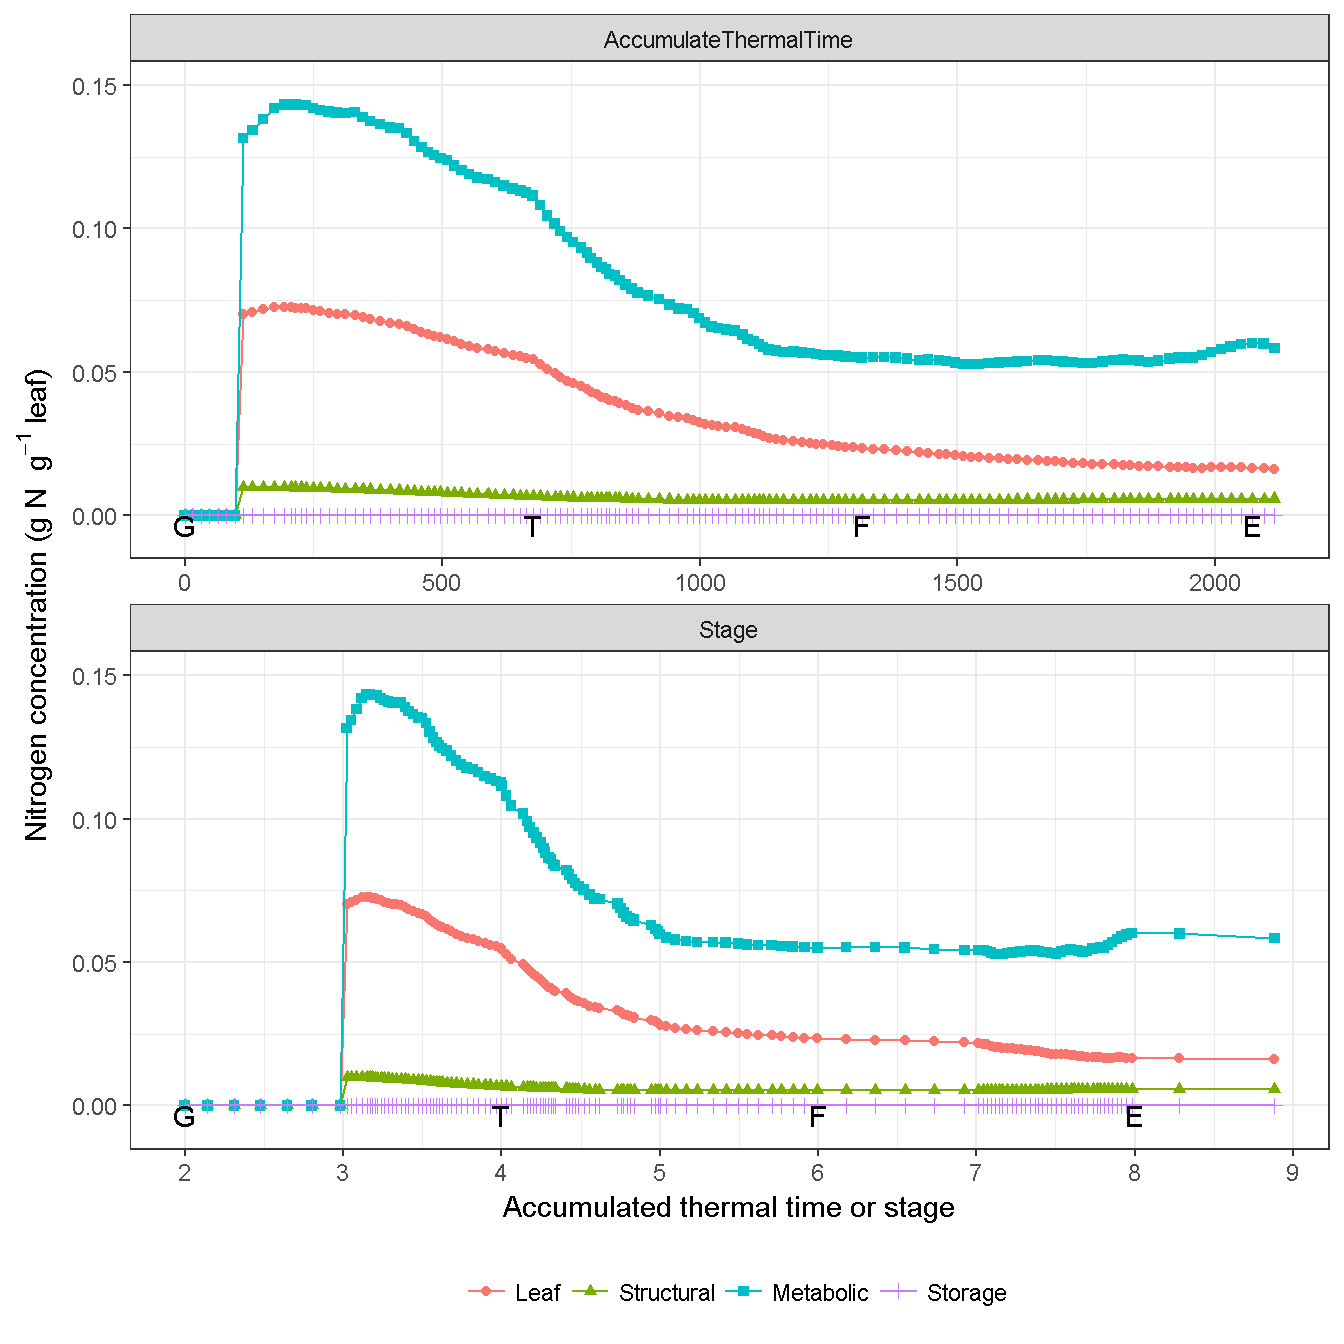 AccumulateThermalTime
0.15
0.10
0.05
0.00
G T F E
0 500 1000 1500 2000
Nitrogen concentration (g N g−1 leaf)
Stage
0.15
0.10
0.05
0.00
G T F E
2 3 4 5 6 7 8 9
Accumulated thermal time or stage
Leaf Structural Metabolic Storage